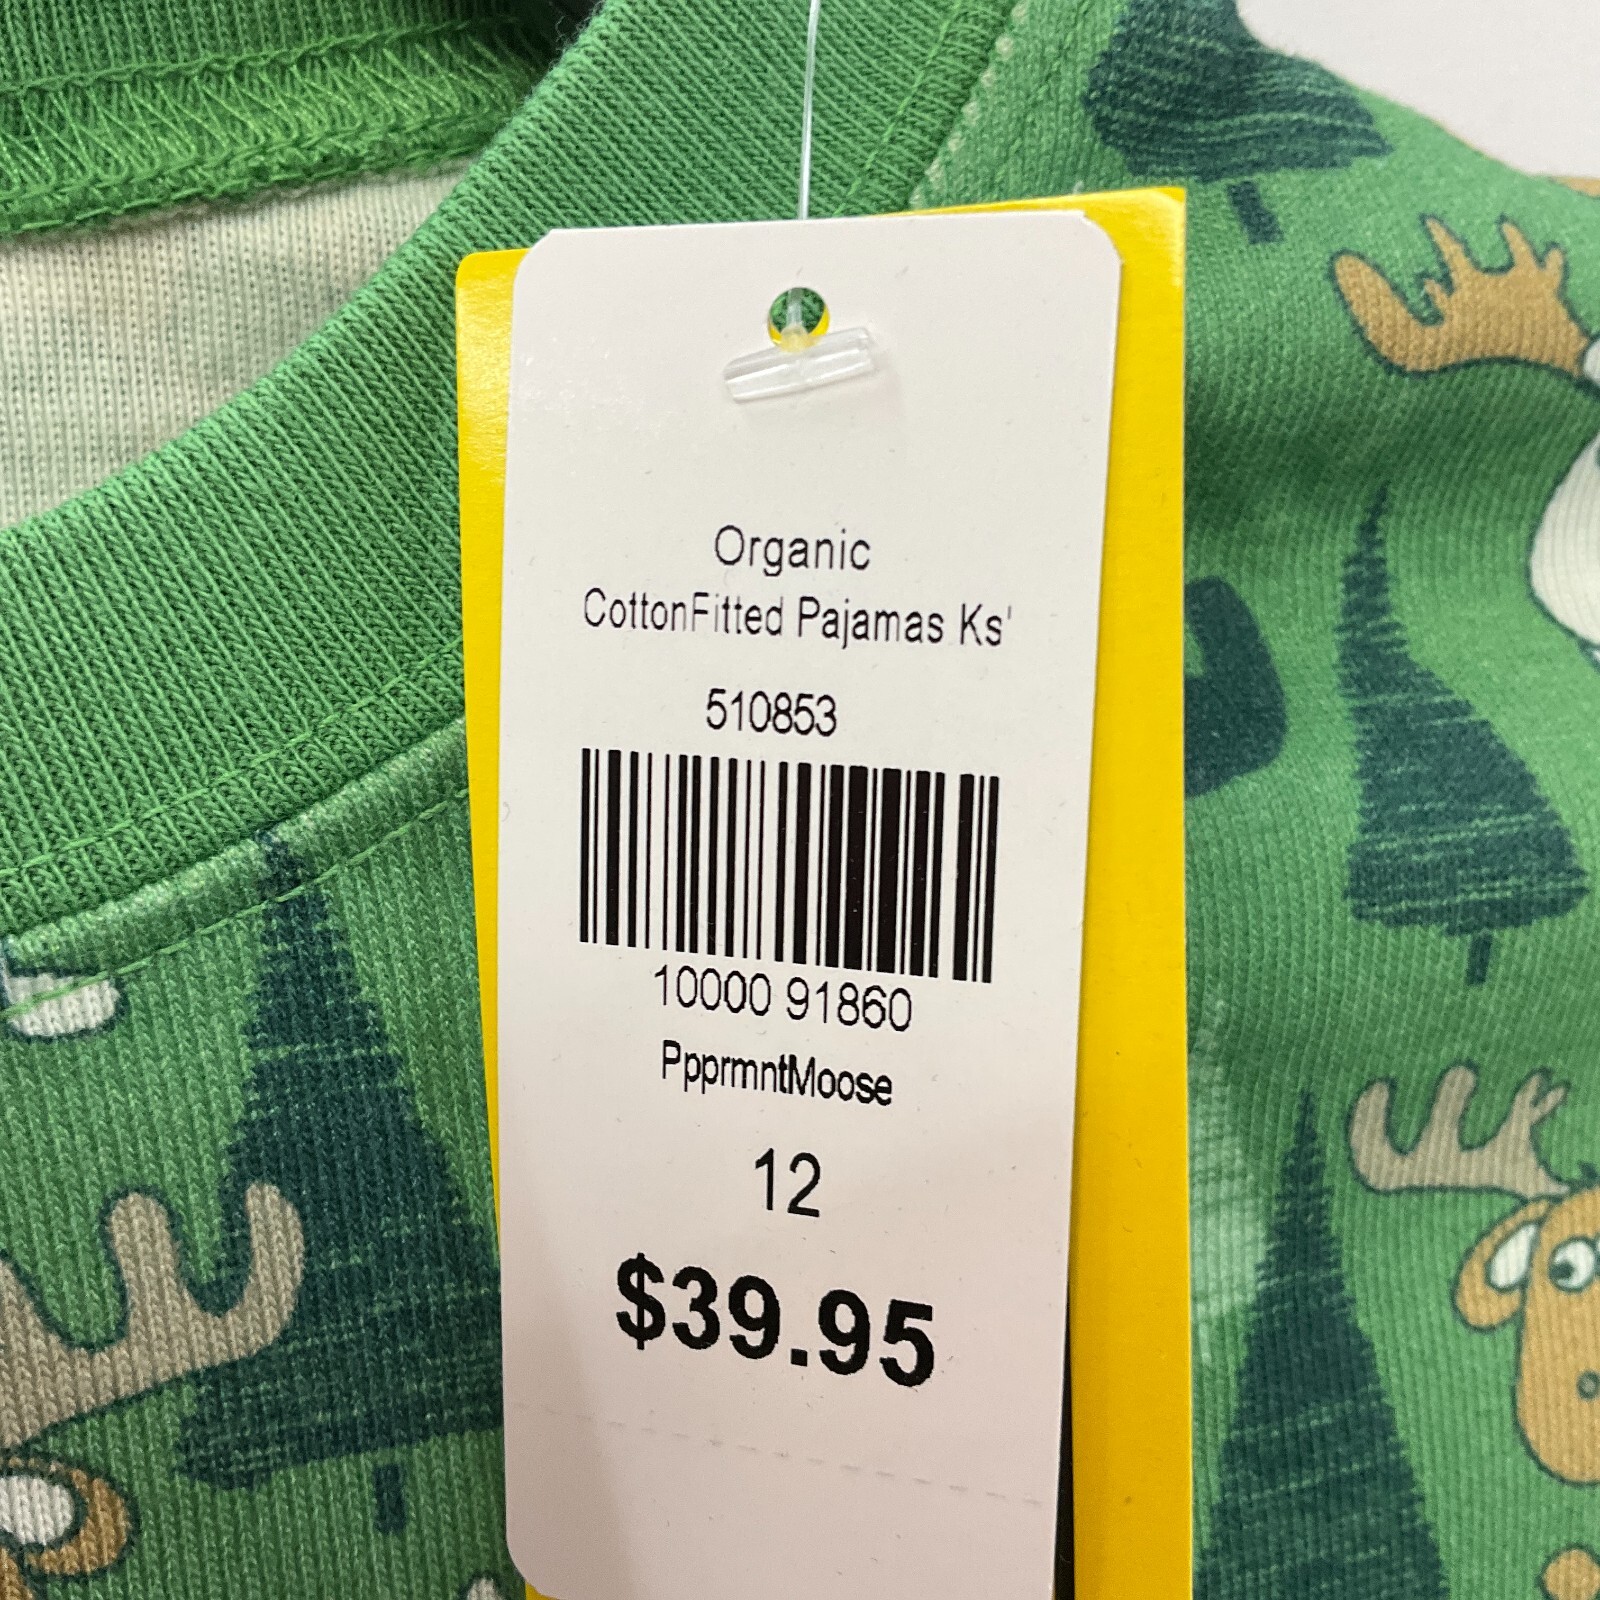 Organic
CottonFitted Pajamas Ks'
510853
10000 91860
PpprmntMoose
12
$39.95